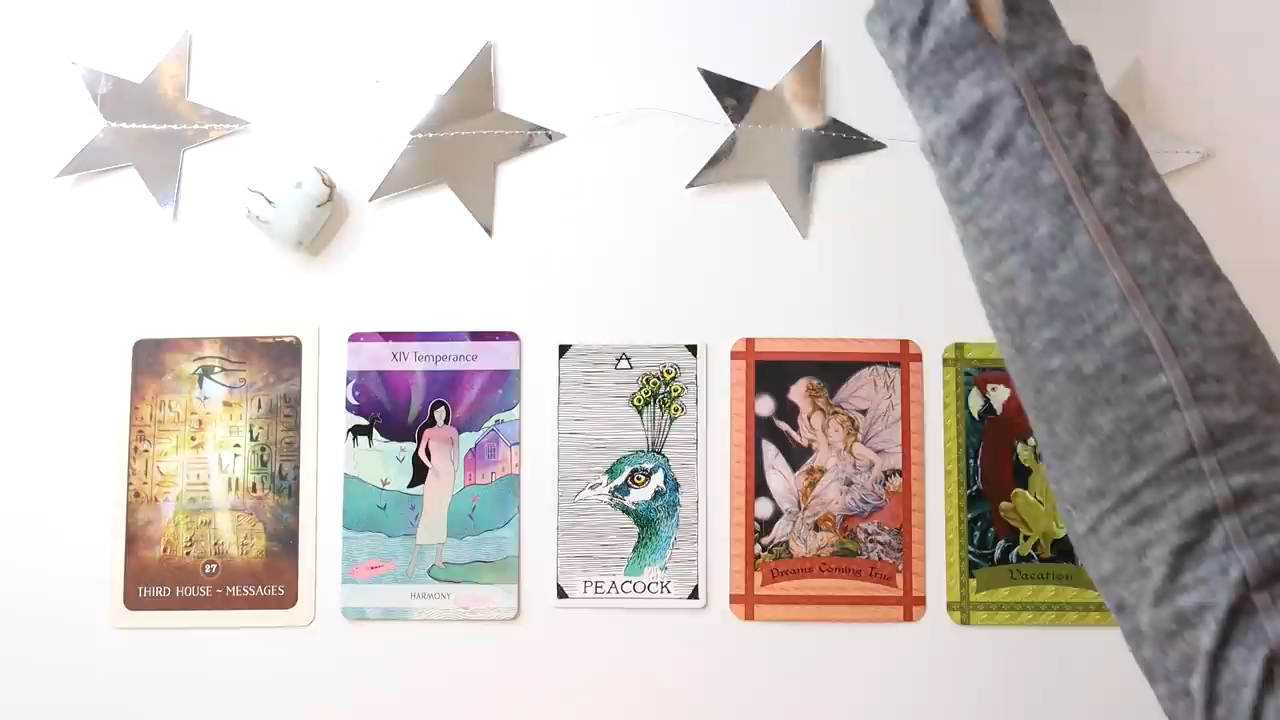 27
THIRD HOUSE ~ MESSAGES
XIV Temperance
HARMONY
PEACOCK
Dreams Coming True
Vacation